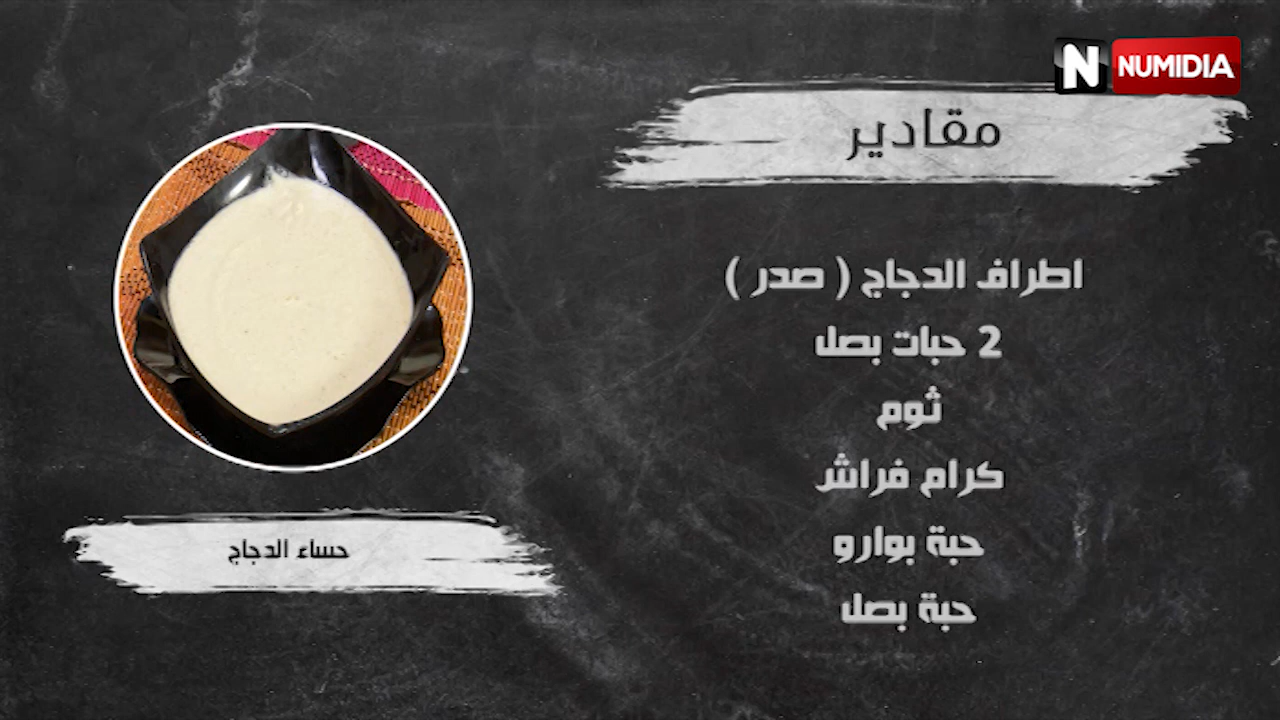 N NUMIDIA
مقادير
اطراف الدجاج ( صدر )
2 حبات بصل
ثوم
كرام فراش
حبة بوارو
حبة بصل
حساء الدجاج